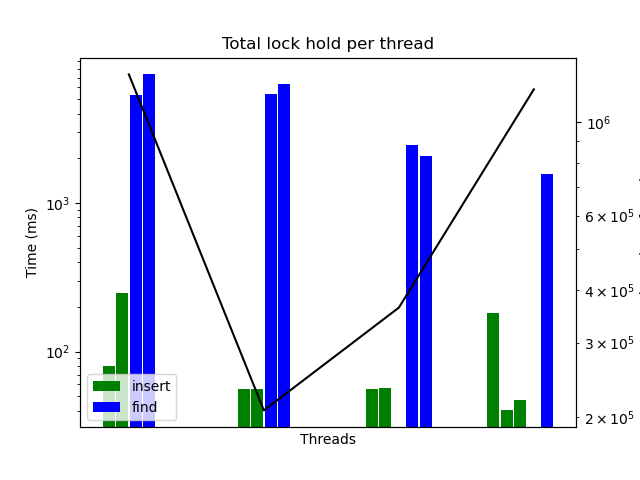 Total lock hold per thread
Time (ms)
10³
10²
10⁶
6 × 10⁵
4 × 10⁵
3 × 10⁵
2 × 10⁵
insert
find
Threads